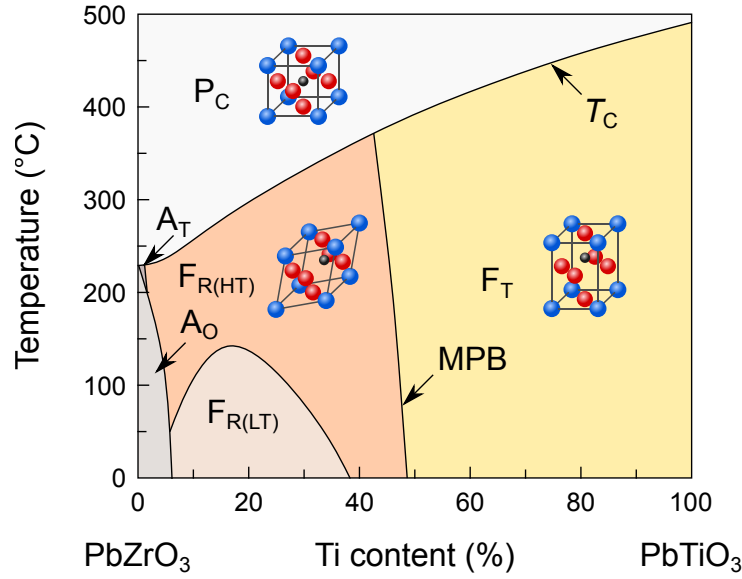 500
400
300
200
100
0
Temperature (°C)
P_C
T_C
A_T
F_R(HT)
F_T
A_O
MPB
F_R(LT)
0
20
40
60
80
100
PbZrO₃
Ti content (%)
PbTiO₃